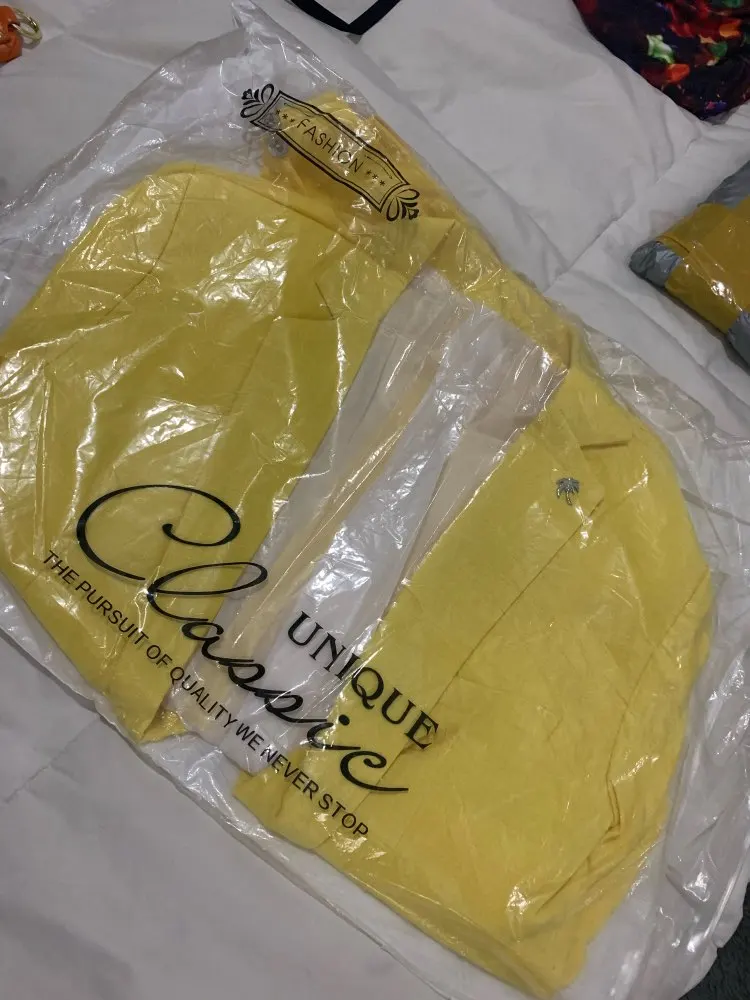 *** FASHION ***
UNIQUE
Classic
THE PURSUIT OF QUALITY WE NEVER STOP